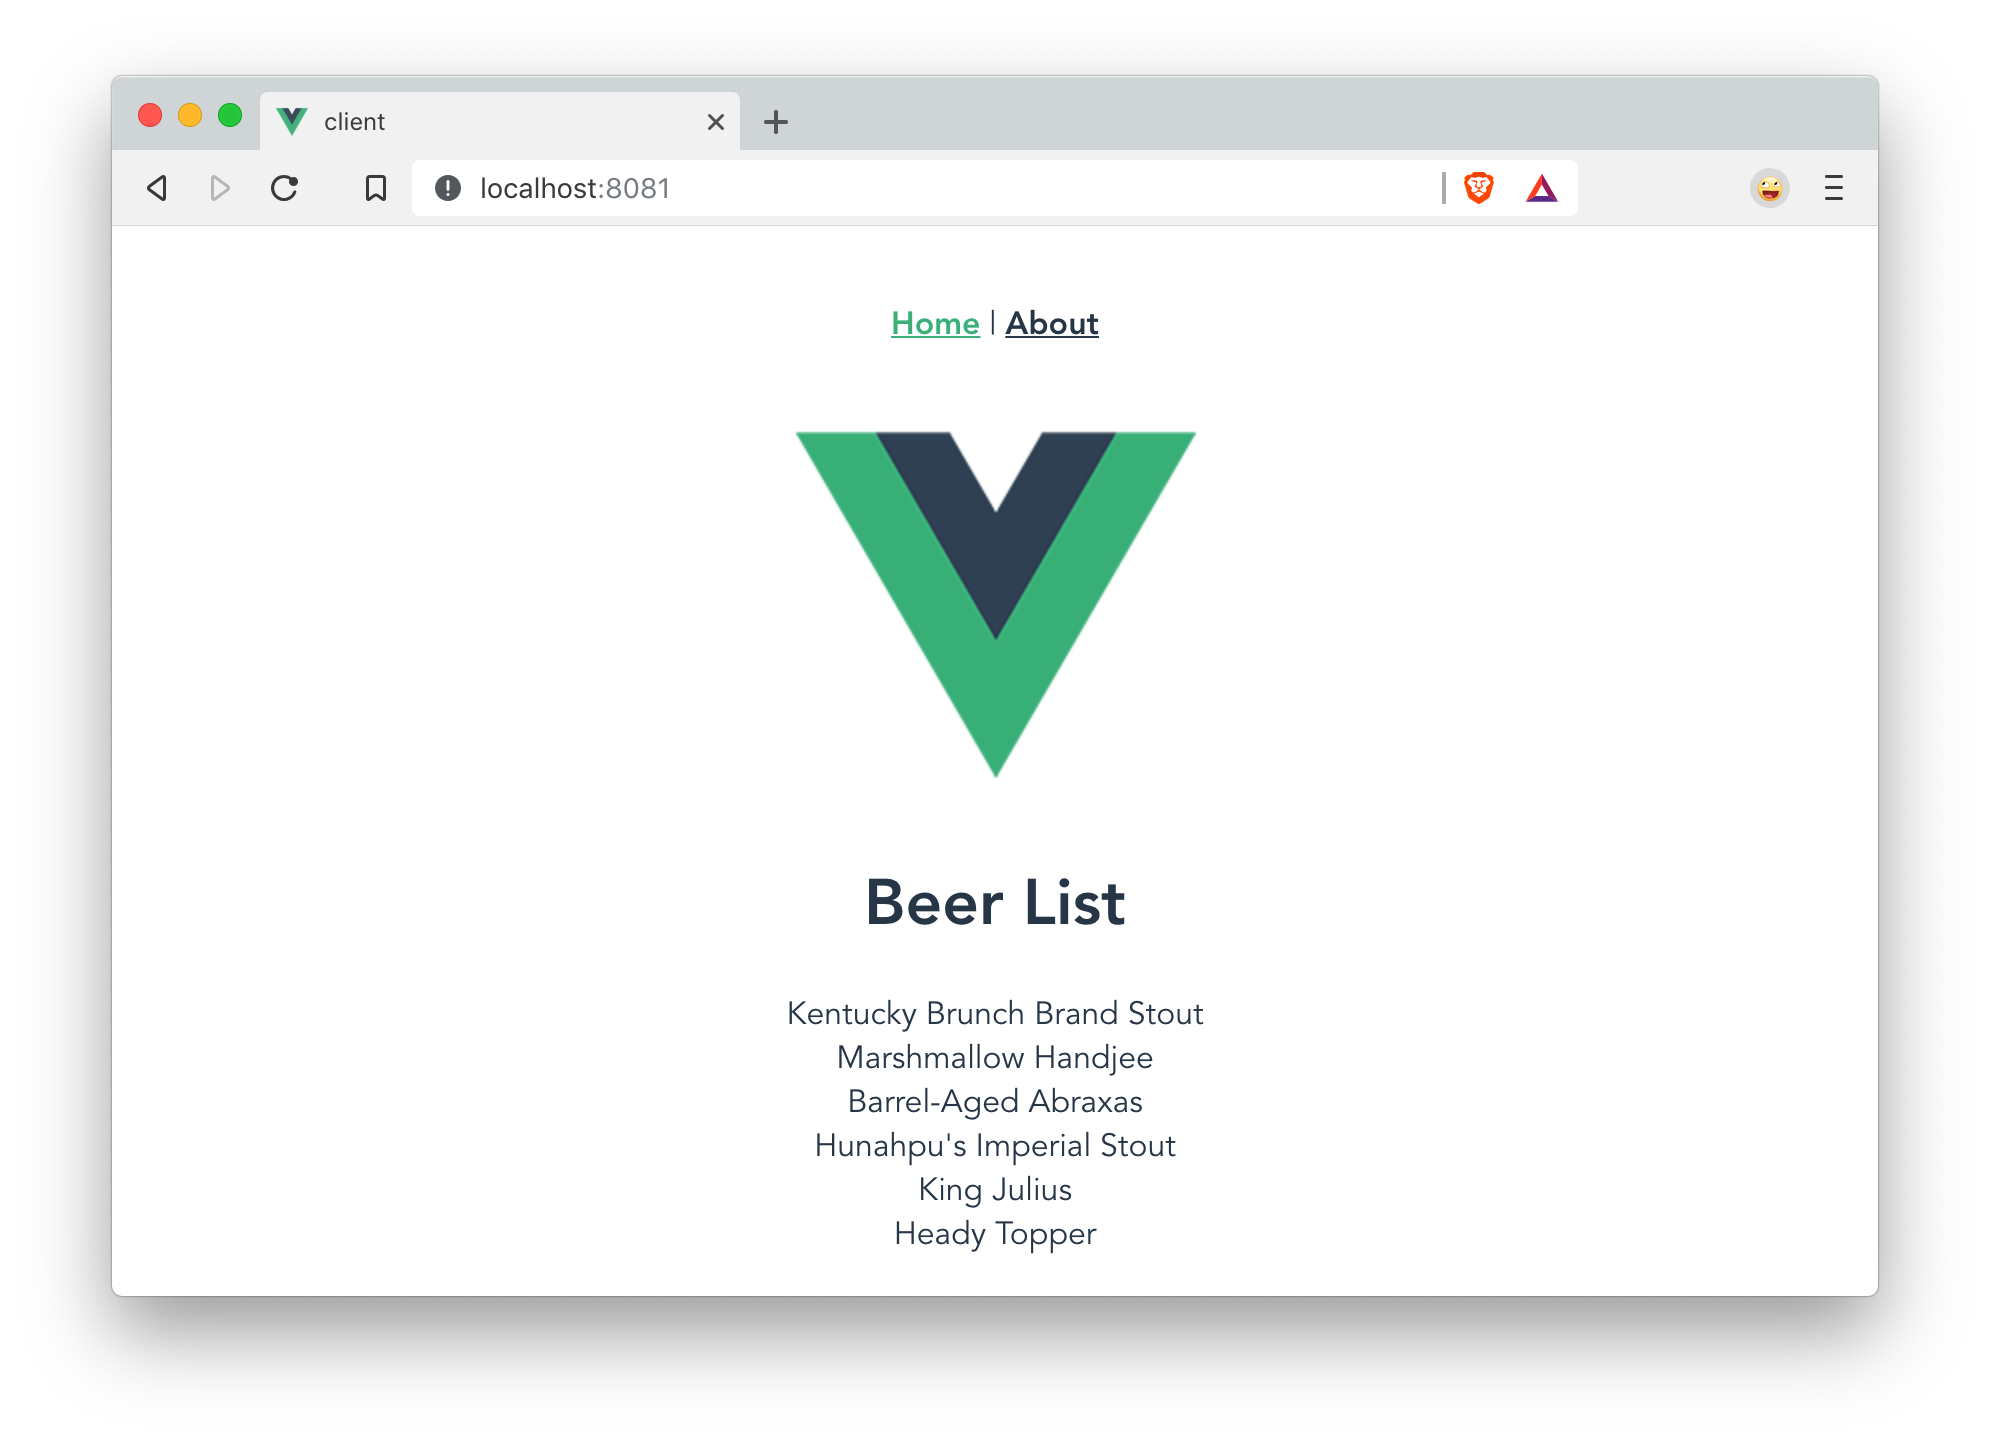 client
localhost:8081
Home | About
Beer List
Kentucky Brunch Brand Stout
Marshmallow Handjee
Barrel-Aged Abraxas
Hunahpu's Imperial Stout
King Julius
Heady Topper